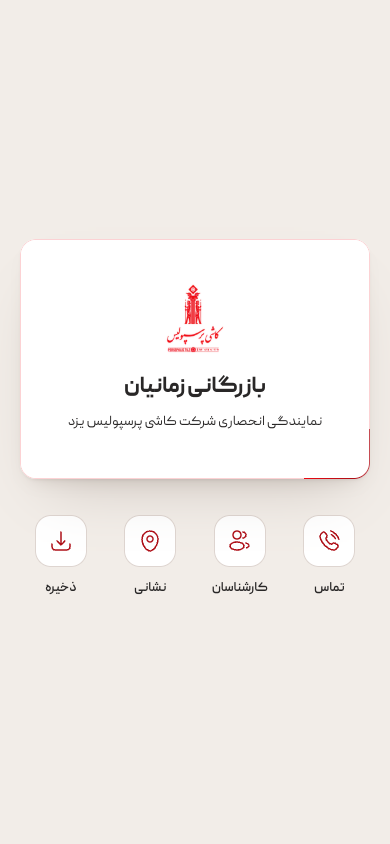 کاشی پرسپولیس
بازرگانی زمانیان
نمایندگی انحصاری شرکت کاشی پرسپولیس یزد
تماس
کارشناسان
نشانی
ذخیره